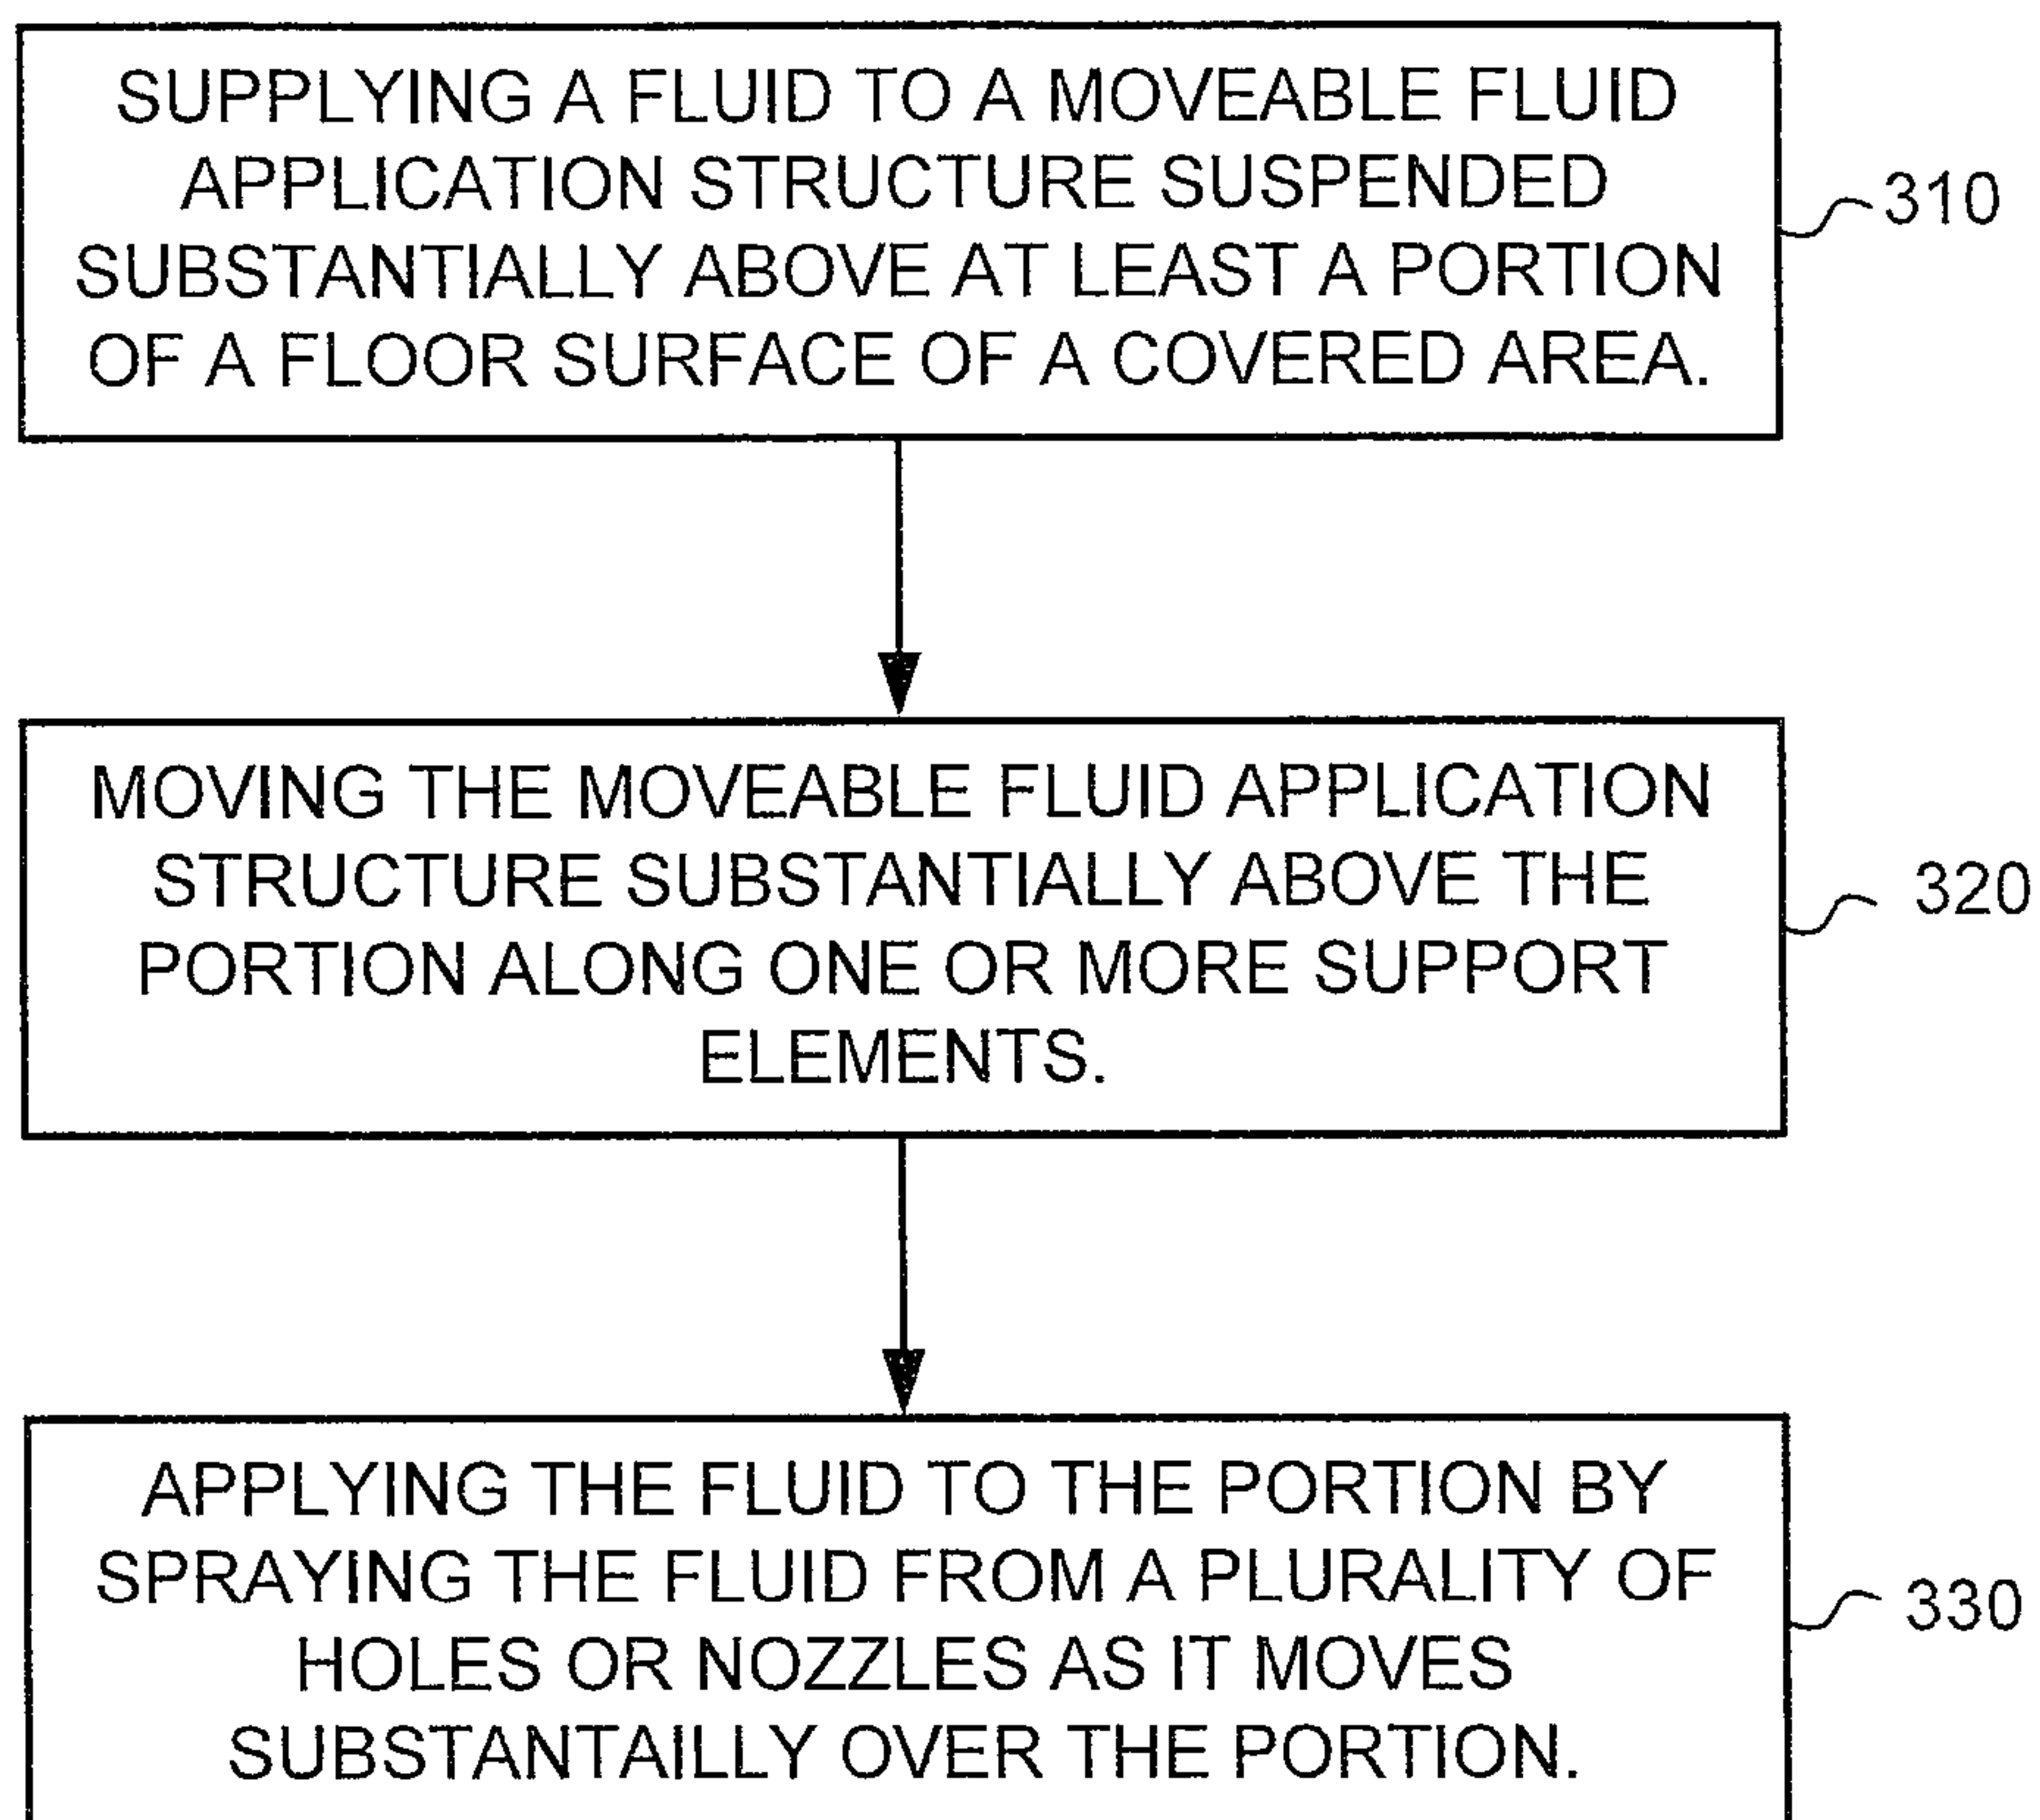 SUPPLYING A FLUID TO A MOVEABLE FLUID
APPLICATION STRUCTURE SUSPENDED
SUBSTANTIALLY ABOVE AT LEAST A PORTION
OF A FLOOR SURFACE OF A COVERED AREA.
310
MOVING THE MOVEABLE FLUID APPLICATION
STRUCTURE SUBSTANTIALLY ABOVE THE
PORTION ALONG ONE OR MORE SUPPORT
ELEMENTS.
320
APPLYING THE FLUID TO THE PORTION BY
SPRAYING THE FLUID FROM A PLURALITY OF
HOLES OR NOZZLES AS IT MOVES
SUBSTANTAILLY OVER THE PORTION.
330